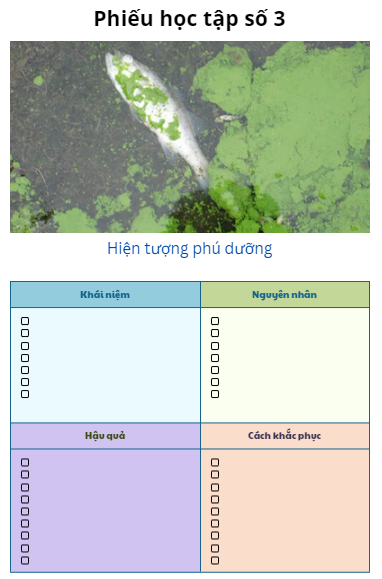 Phiếu học tập số 3
Hiện tượng phú dưỡng
Khái niệm
Nguyên nhân
Hậu quả
Cách khắc phục